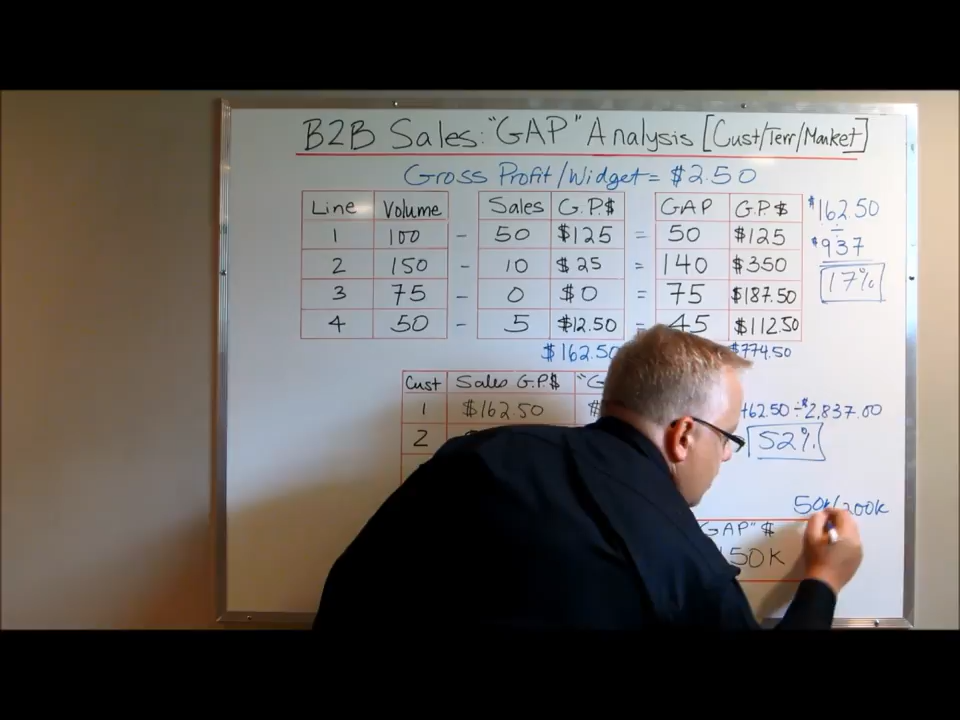 B2B Sales: "GAP" Analysis [Cust/Terr/Market]
Gross Profit/Widget = $2.50
Line Volume Sales G.P.$ GAP G.P.$
1 100 - 50 $125 = 50 $125
2 150 - 10 $25 = 140 $350
3 75 - 0 $0 = 75 $187.50
4 50 - 5 $12.50 = 45 $112.50
$162.50 $774.50
$162.50
÷
$937
17%
Cust Sales G.P.$ "G
1 $162.50 $
2
462.50 ÷ $2,837.00
52%
50k/200k
GAP" $
150K